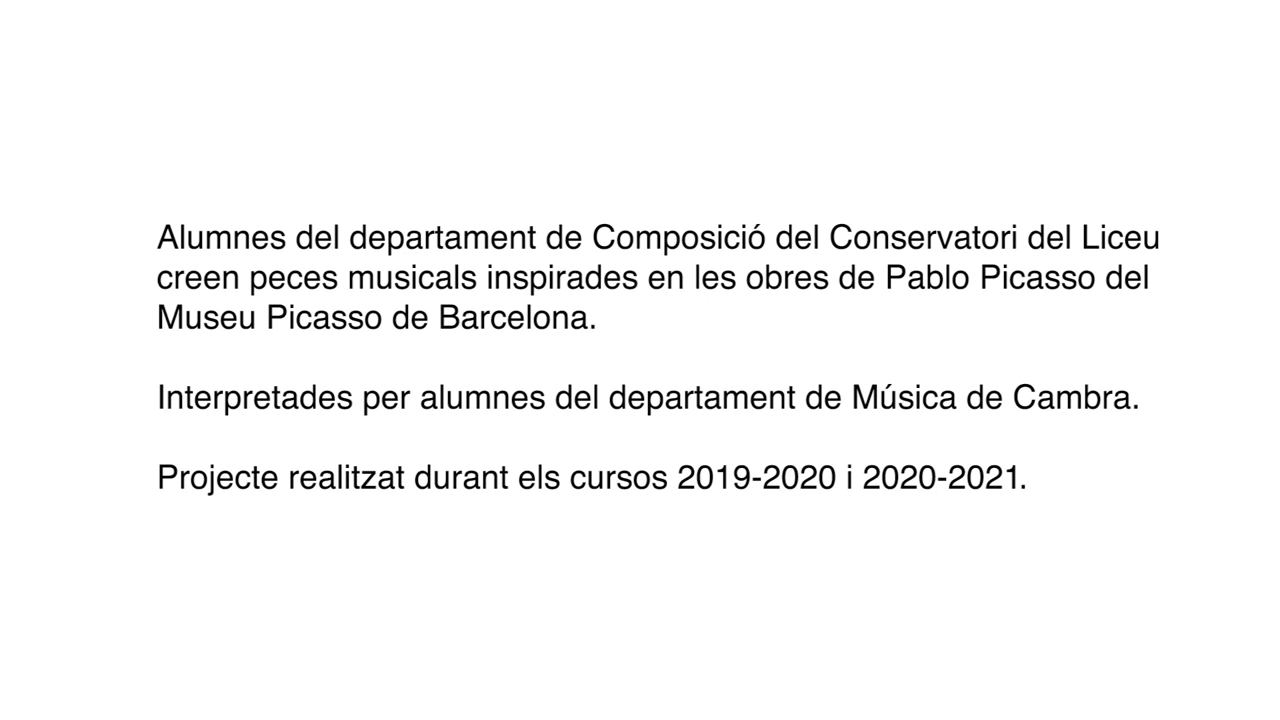 Alumnes del departament de Composició del Conservatori del Liceu
creen peces musicals inspirades en les obres de Pablo Picasso del
Museu Picasso de Barcelona.
Interpretades per alumnes del departament de Música de Cambra.
Projecte realitzat durant els cursos 2019-2020 i 2020-2021.